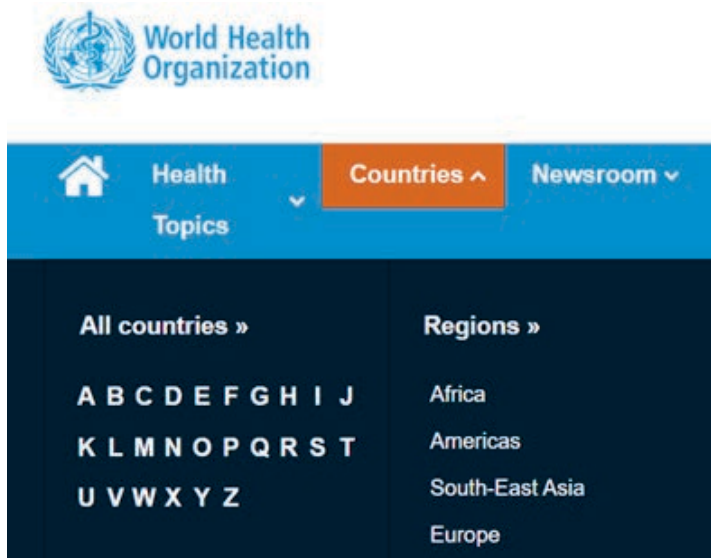 World Health
Organization
Health
Topics
Countries
Newsroom
All countries »
A B C D E F G H I J
K L M N O P Q R S T
U V W X Y Z
Regions »
Africa
Americas
South-East Asia
Europe